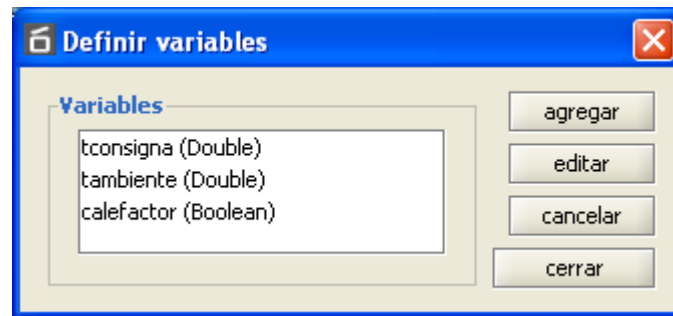 Definir variables
Variables
tconsigna (Double)
tambiente (Double)
calefactor (Boolean)
agregar
editar
cancelar
cerrar